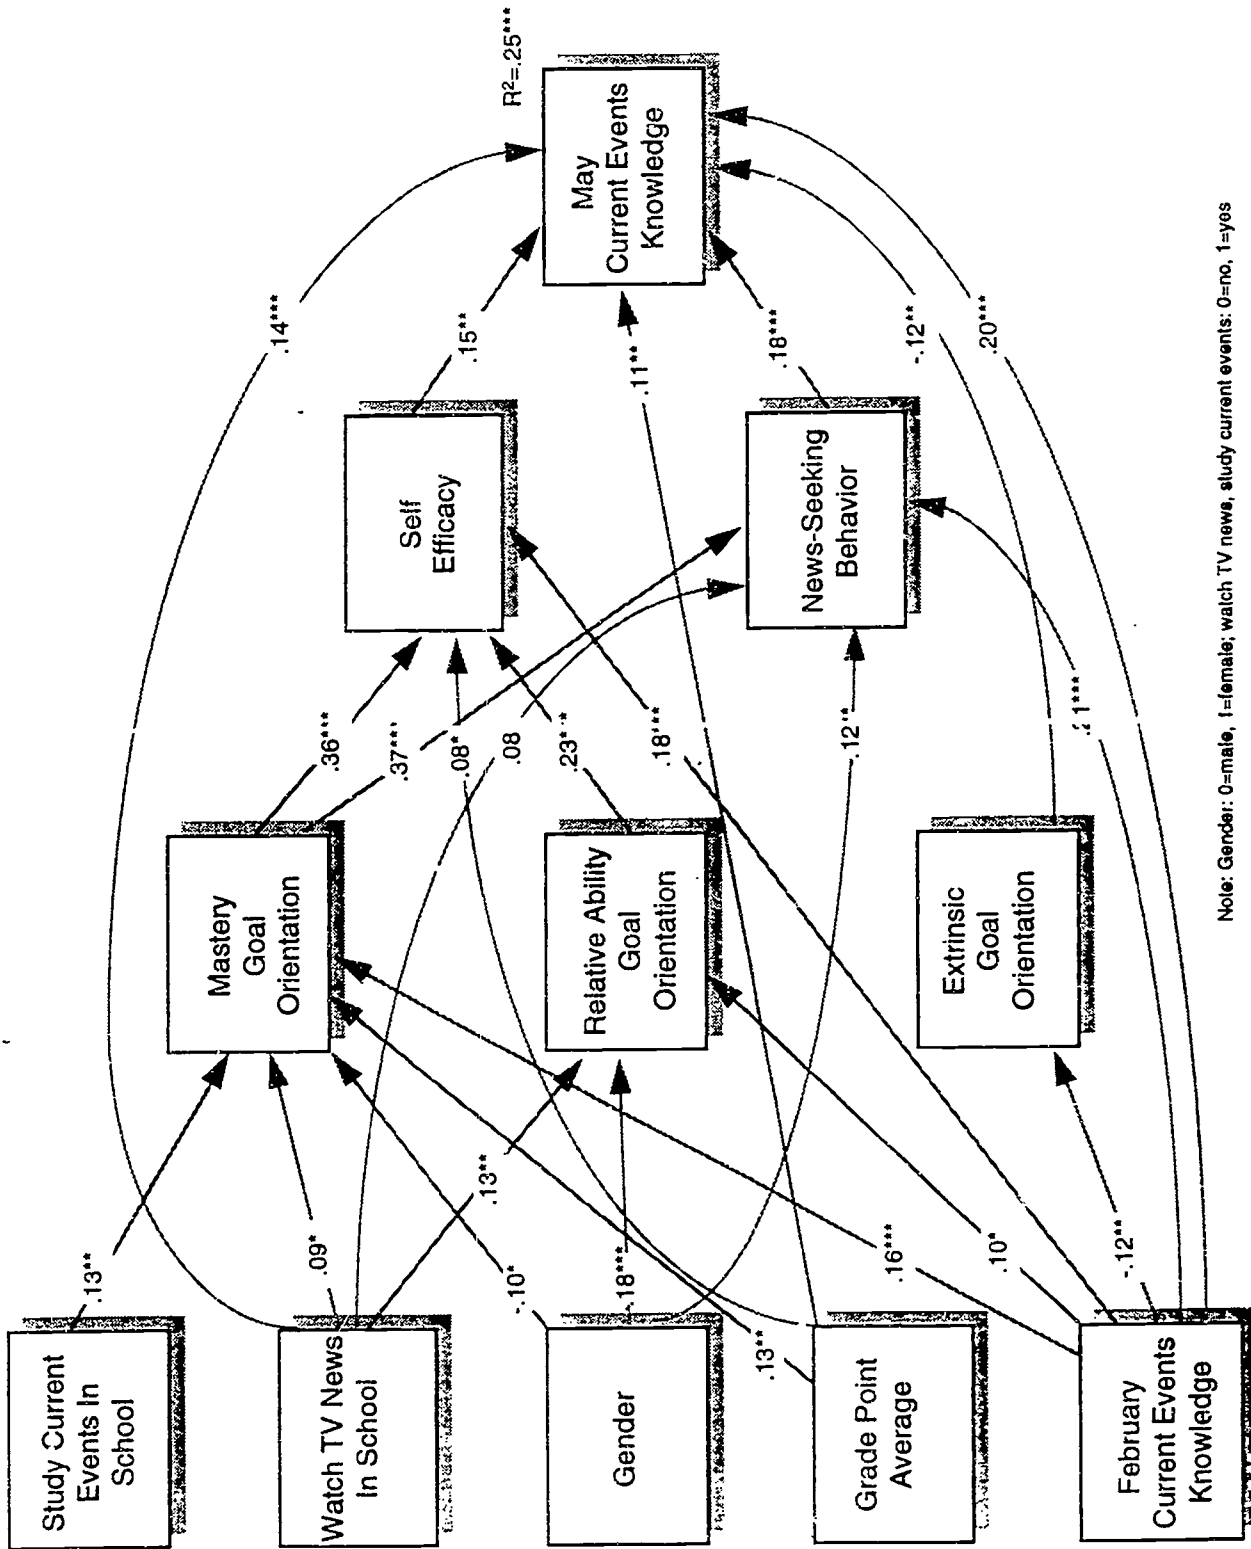 Study Current
Events In
School
Watch TV News
In School
Gender
Grade Point
Average
February
Current Events
Knowledge
.13**
.09*
.13**
-.10*
-.18***
.13**
.16***
.10*
-.12**
Mastery
Goal
Orientation
Relative Ability
Goal
Orientation
Extrinsic
Goal
Orientation
.36***
.37***
.08*
.08
.23***
.18***
.12**
Self
Efficacy
News-Seeking
Behavior
.14***
.15**
.11**
.18***
-.12**
.20***
R²=.25***
May
Current Events
Knowledge
Note: Gender: 0=male, 1=female; watch TV news, study current events: 0=no, 1=yes